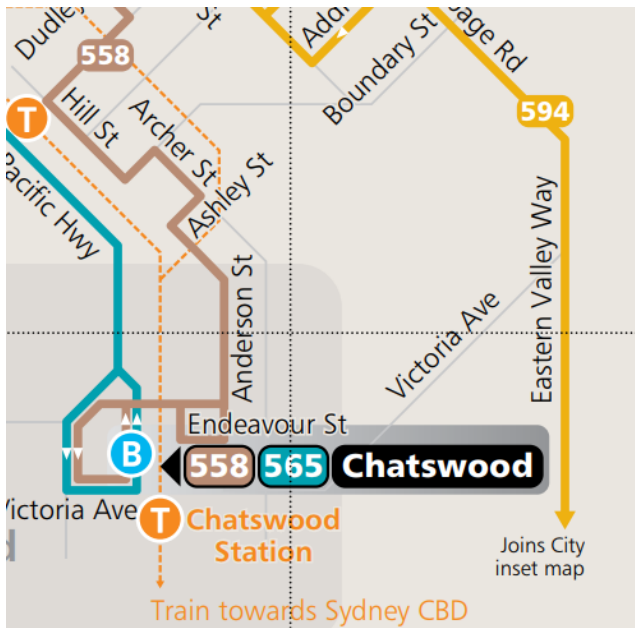 Dudley
St
558
Addi
Boundary St
bage Rd
594
T
Hill St
Archer St
Ashley St
Pacific Hwy
Anderson St
Eastern Valley Way
Victoria Ave
Endeavour St
B
558 565 Chatswood
Victoria Ave
T
Chatswood
Station
d
Joins City
inset map
Train towards Sydney CBD